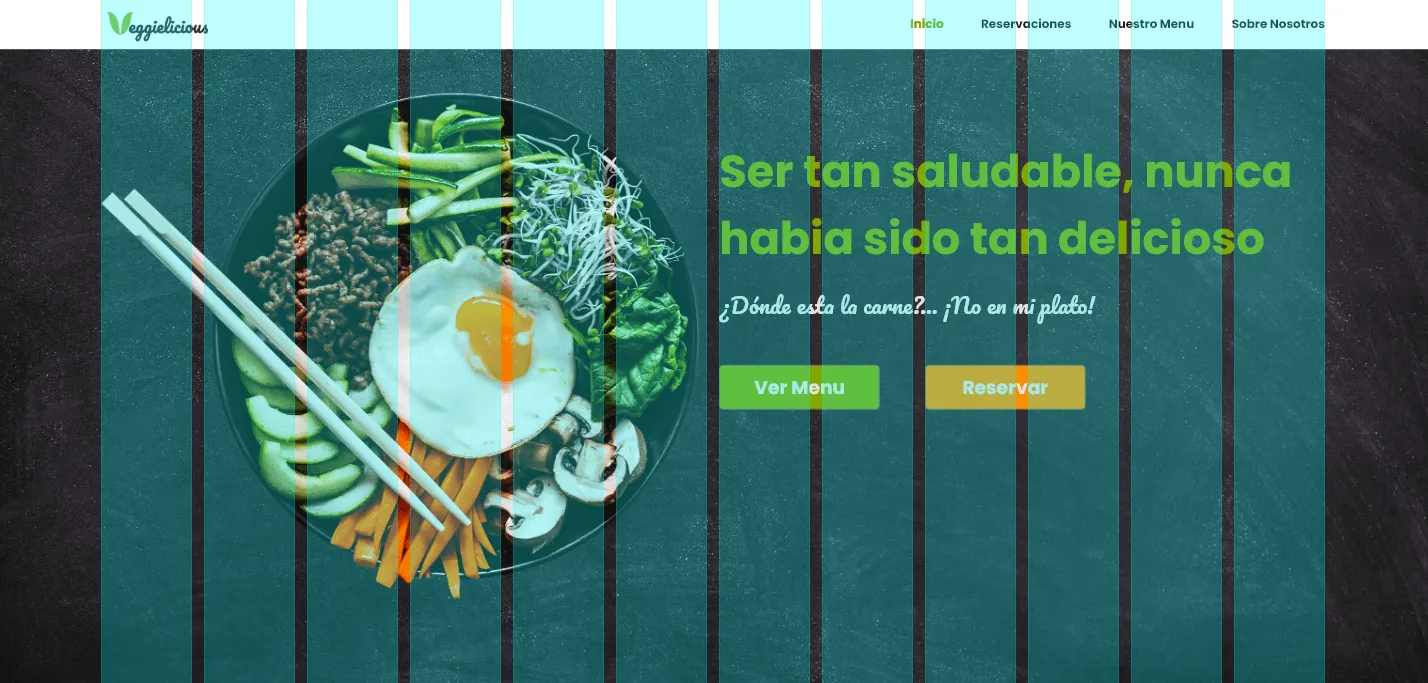 Veggielicious
Inicio Reservaciones Nuestro Menu Sobre Nosotros
Ser tan saludable, nunca
habia sido tan delicioso
¿Dónde esta la carne?... ¡No en mi plato!
Ver Menu Reservar